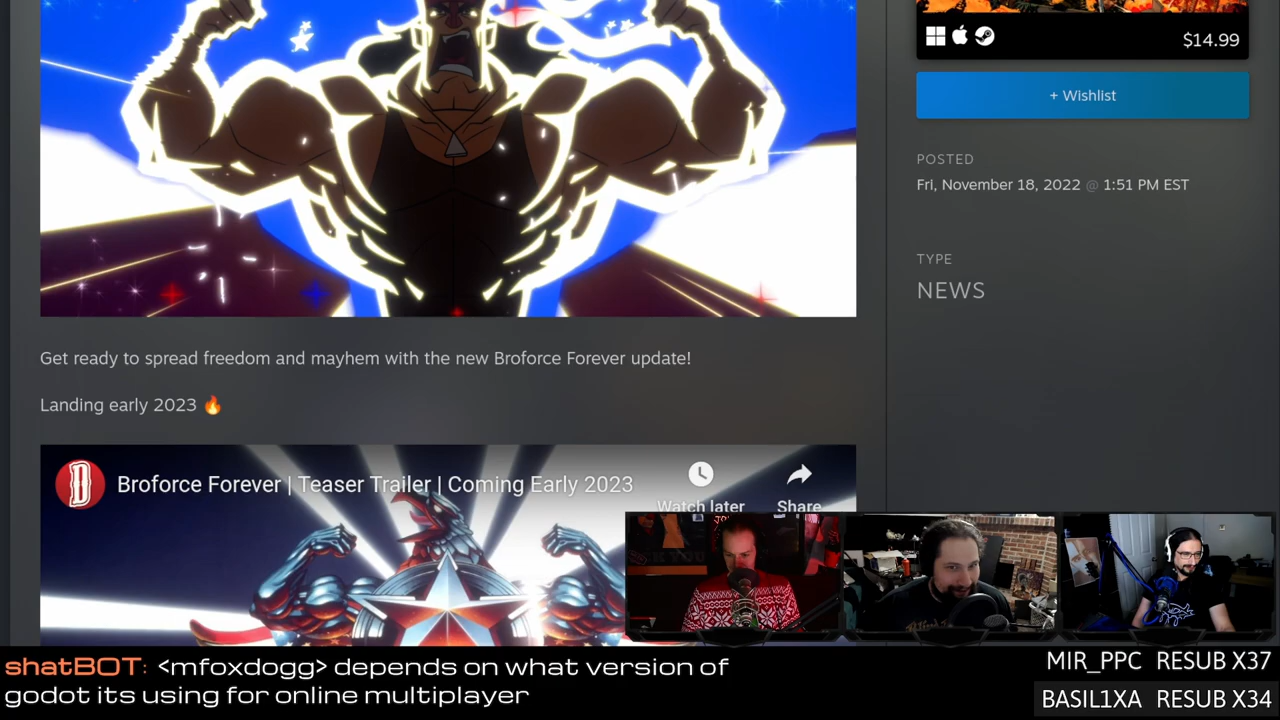 $14.99
+ Wishlist
POSTED
Fri, November 18, 2022 @ 1:51 PM EST
TYPE
NEWS
Get ready to spread freedom and mayhem with the new Broforce Forever update!
Landing early 2023 🔥
Broforce Forever | Teaser Trailer | Coming Early 2023
Watch later
Share
shatBOT: <mfoxdogg> depends on what version of
godot its using for online multiplayer
MIR_PPC RESUB X37
BASIL1XA RESUB X34